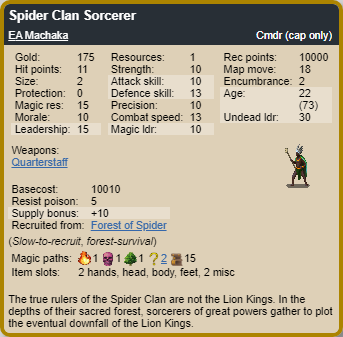 Spider Clan Sorcerer
EA Machaka Cmdr (cap only)
Gold: 175 Resources: 1 Rec points: 10000
Hit points: 11 Strength: 10 Map move: 18
Size: 2 Attack skill: 10 Encumbrance: 2
Protection: 0 Defence skill: 13 Age: 22
Magic res: 15 Precision: 10 (73)
Morale: 10 Combat speed: 13 Undead ldr: 30
Leadership: 15 Magic ldr: 10
Weapons:
Quarterstaff
Basecost: 10010
Resist poison: 5
Supply bonus: +10
Recruited from: Forest of Spider
(Slow-to-recruit, forest-survival)
Magic paths: 1 1 1 ? 2 15
Item slots: 2 hands, head, body, feet, 2 misc
The true rulers of the Spider Clan are not the Lion Kings. In the
depths of their sacred forest, sorcerers of great powers gather to plot
the eventual downfall of the Lion Kings.